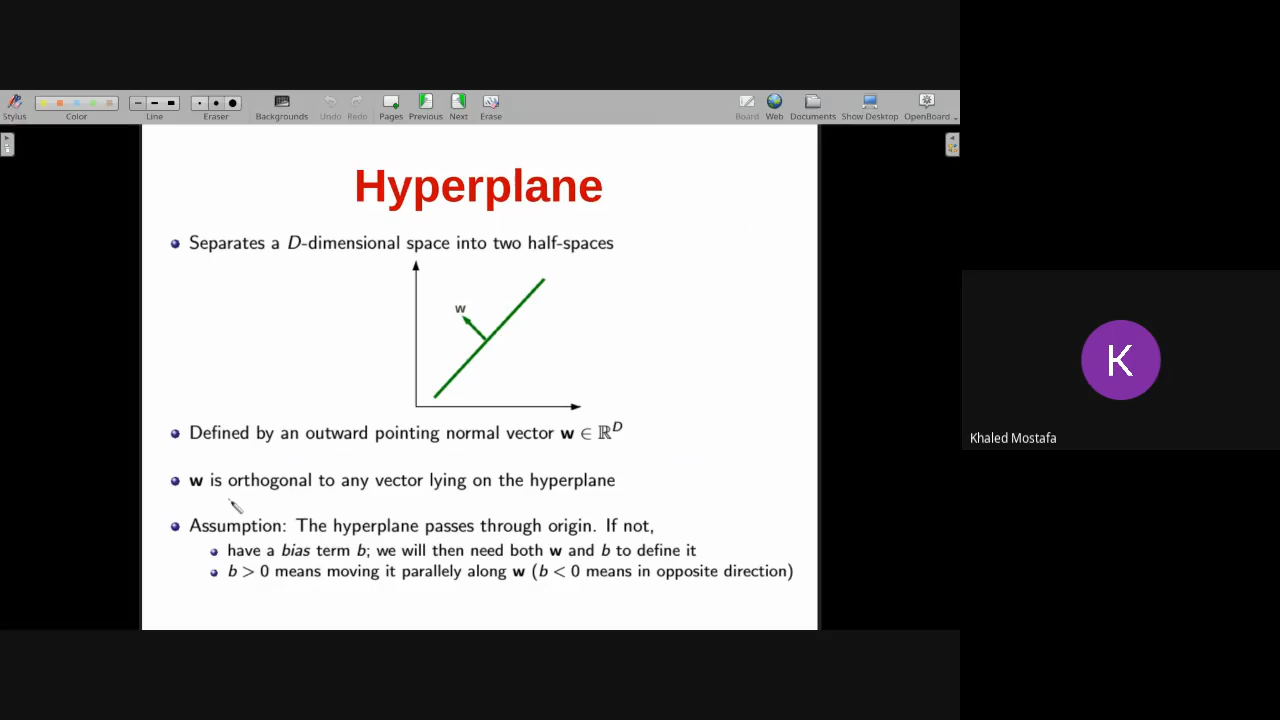 Stylus
Color
Line
Eraser
Backgrounds
Undo
Redo
Pages
Previous
Next
Erase
Board
Web
Documents
Show Desktop
OpenBoard
Hyperplane
Separates a D-dimensional space into two half-spaces
w
Defined by an outward pointing normal vector w ∈ ℝ^D
w is orthogonal to any vector lying on the hyperplane
Assumption: The hyperplane passes through origin. If not,
have a bias term b; we will then need both w and b to define it
b > 0 means moving it parallely along w (b < 0 means in opposite direction)
K
Khaled Mostafa